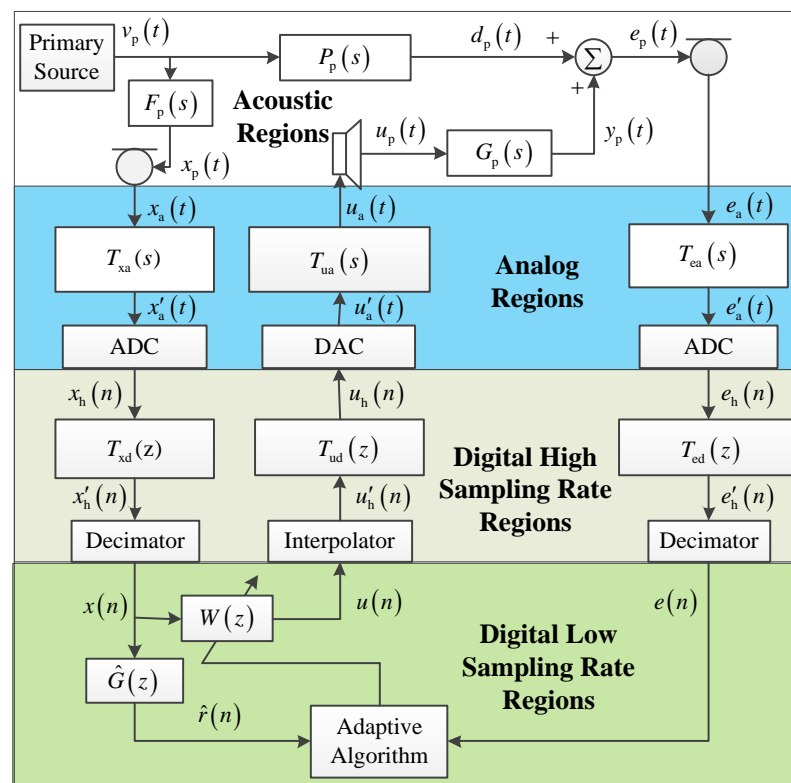 Primary
Source
v_p(t)
P_p(s)
d_p(t)
+
Σ
+
e_p(t)
F_p(s)
Acoustic
Regions
u_p(t)
G_p(s)
y_p(t)
x_p(t)
x_a(t)
u_a(t)
e_a(t)
T_xa(s)
T_ua(s)
T_ea(s)
Analog
Regions
x′_a(t)
u′_a(t)
e′_a(t)
ADC
DAC
ADC
x_h(n)
u_h(n)
e_h(n)
T_xd(z)
T_ud(z)
T_ed(z)
Digital High
Sampling Rate
Regions
x′_h(n)
u′_h(n)
e′_h(n)
Decimator
Interpolator
Decimator
x(n)
W(z)
u(n)
e(n)
Digital Low
Sampling Rate
Regions
Ĝ(z)
r̂(n)
Adaptive
Algorithm